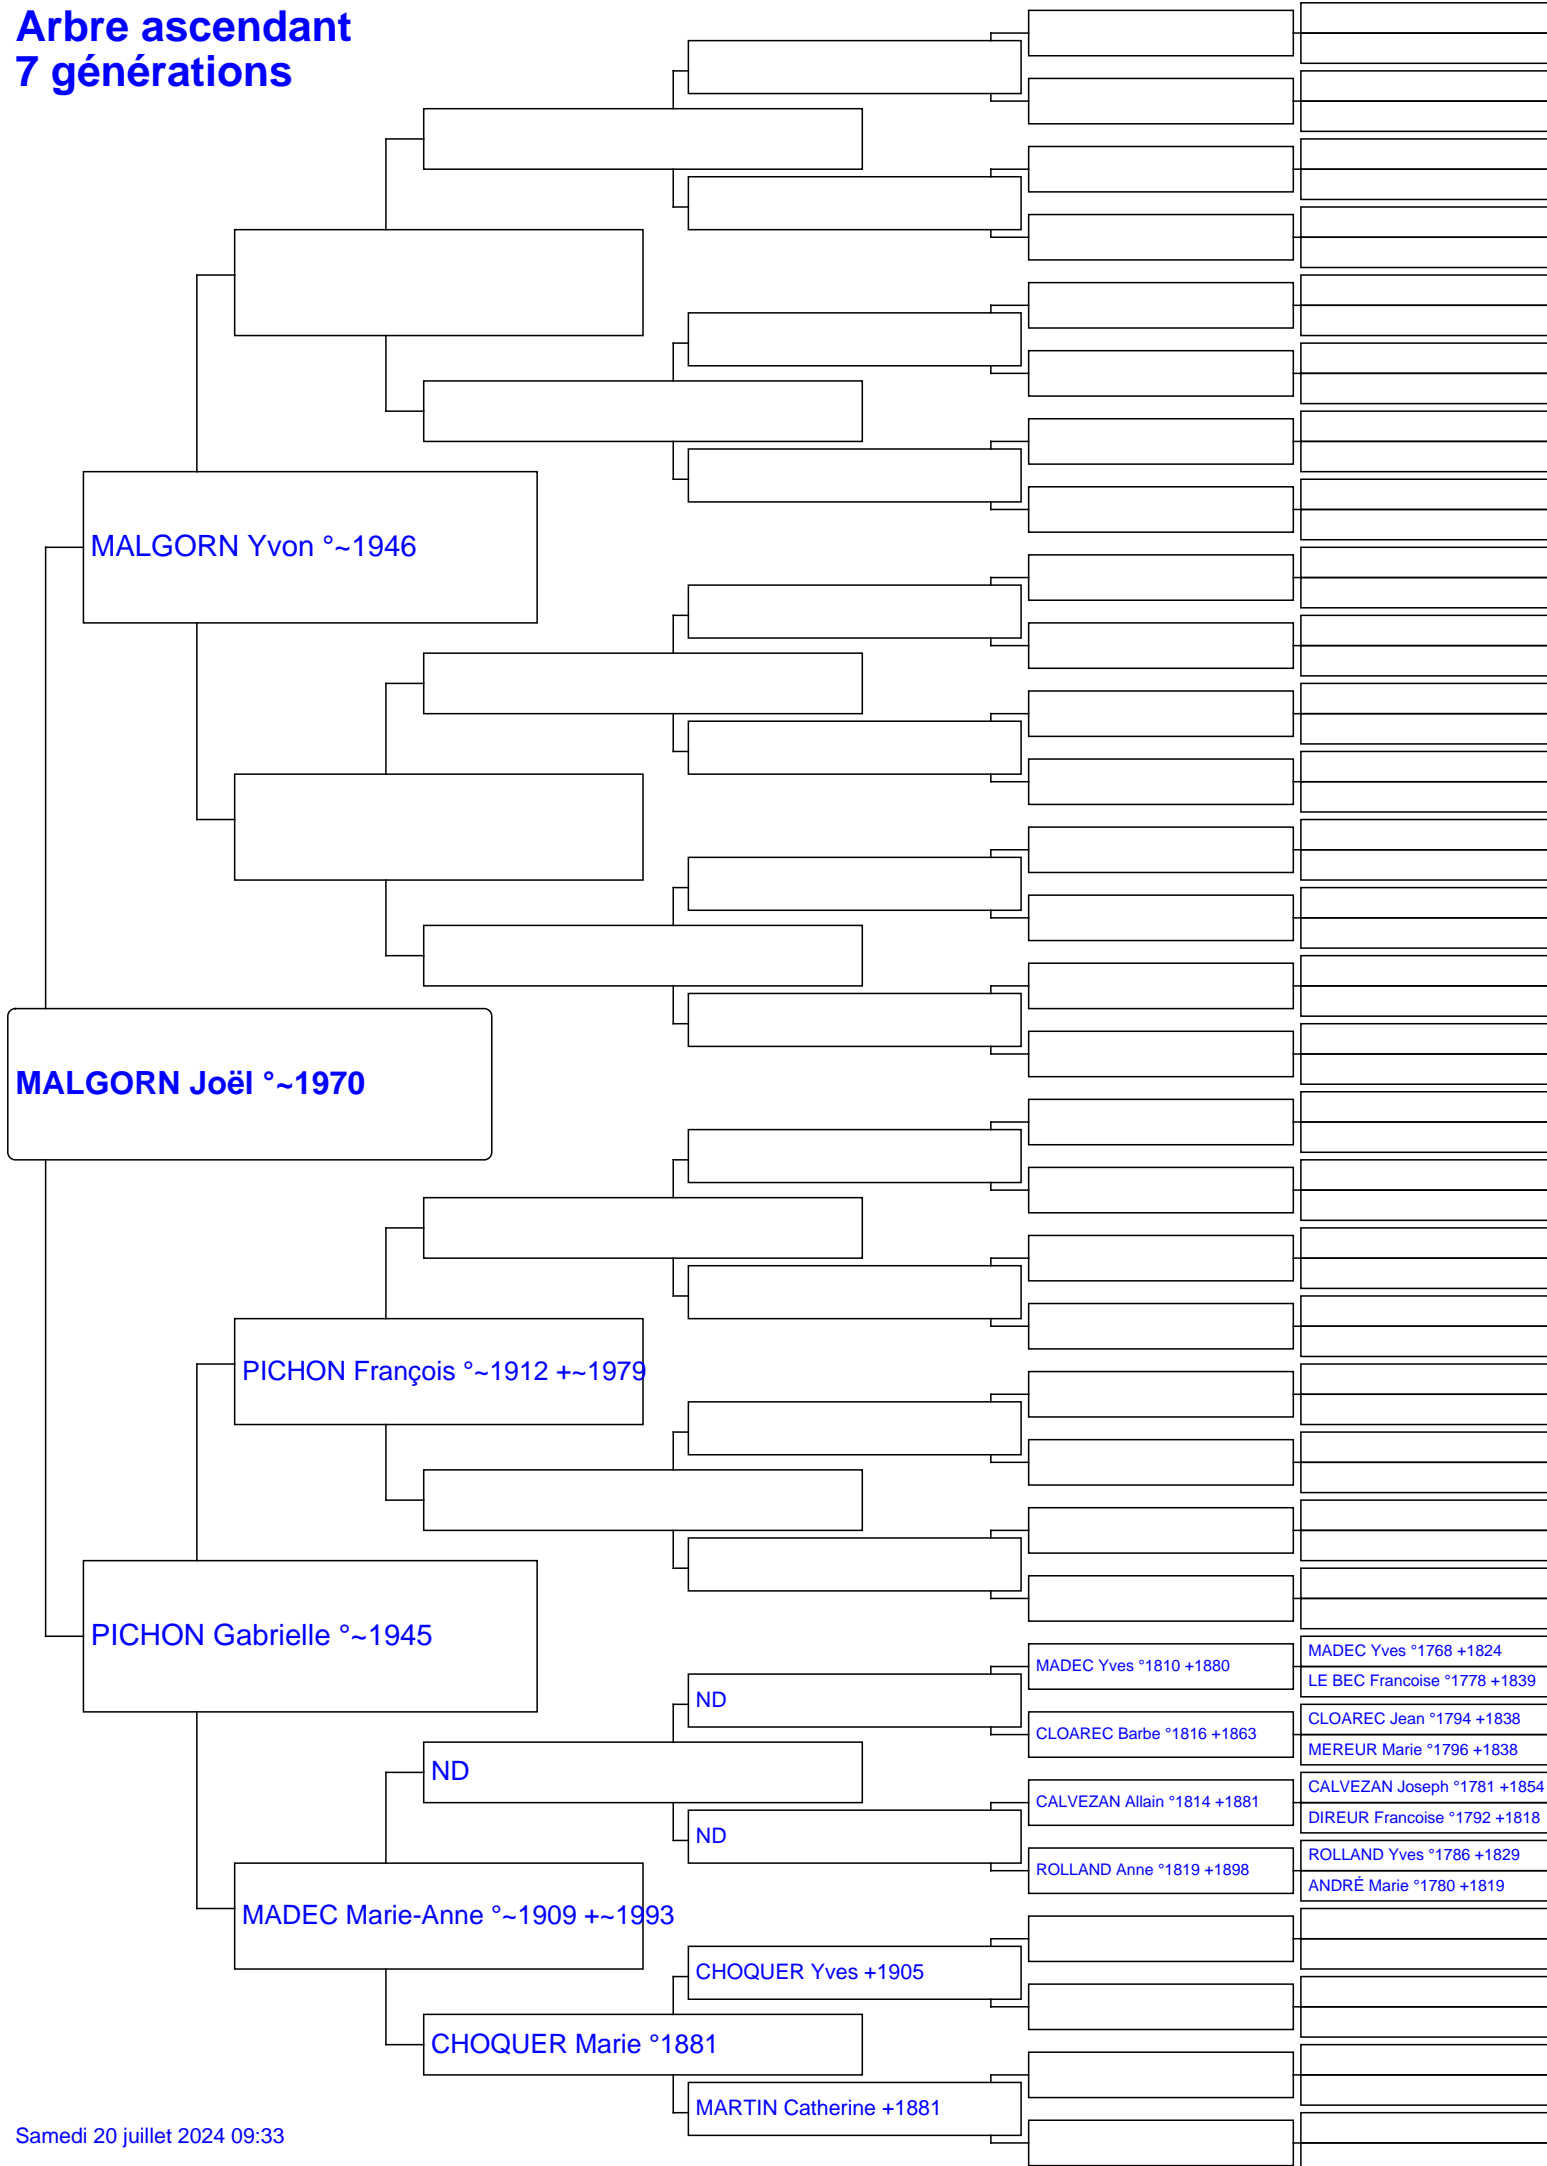 Arbre ascendant
7 générations
MALGORN Yvon °~1946
MALGORN Joël °~1970
PICHON François °~1912 +~1979
PICHON Gabrielle °~1945
MADEC Yves °1768 +1824
MADEC Yves °1810 +1880
LE BEC Francoise °1778 +1839
ND
CLOAREC Jean °1794 +1838
CLOAREC Barbe °1816 +1863
MEREUR Marie °1796 +1838
ND
CALVEZAN Joseph °1781 +1854
CALVEZAN Allain °1814 +1881
DIREUR Francoise °1792 +1818
ND
ROLLAND Yves °1786 +1829
ROLLAND Anne °1819 +1898
ANDRÉ Marie °1780 +1819
MADEC Marie-Anne °~1909 +~1993
CHOQUER Yves +1905
CHOQUER Marie °1881
MARTIN Catherine +1881
Samedi 20 juillet 2024 09:33